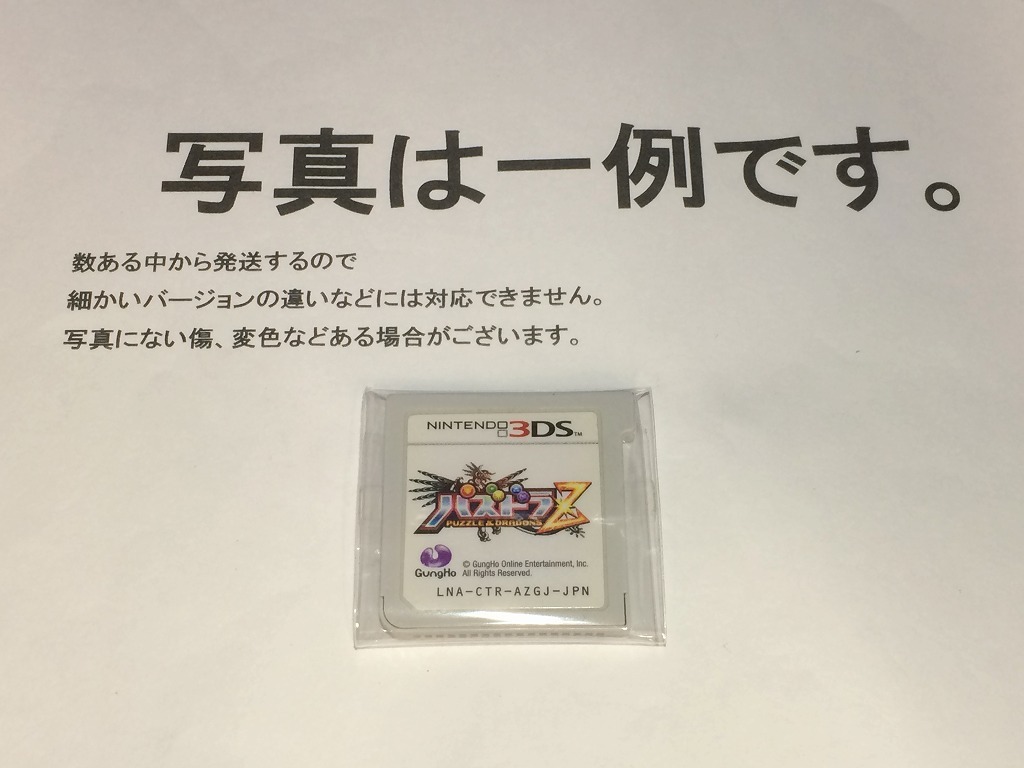 写真は一例です。
数ある中から発送するので
細かいバージョンの違いなどには対応できません。
写真にない傷、変色などある場合がございます。
NINTENDO 3DS™
パズドラZ
PUZZLE & DRAGONS
GungHo
© GungHo Online Entertainment, Inc.
All Rights Reserved.
LNA-CTR-AZGJ-JPN